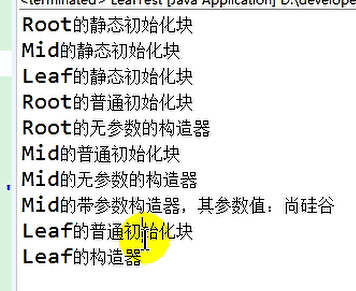 <terminated> LeafTest [Java Application] D:\develope
Root的静态初始化块
Mid的静态初始化块
Leaf的静态初始化块
Root的普通初始化块
Root的无参数的构造器
Mid的普通初始化块
Mid的无参数的构造器
Mid的带参数构造器，其参数值：尚硅谷
Leaf的普通初始化块
Leaf的构造器